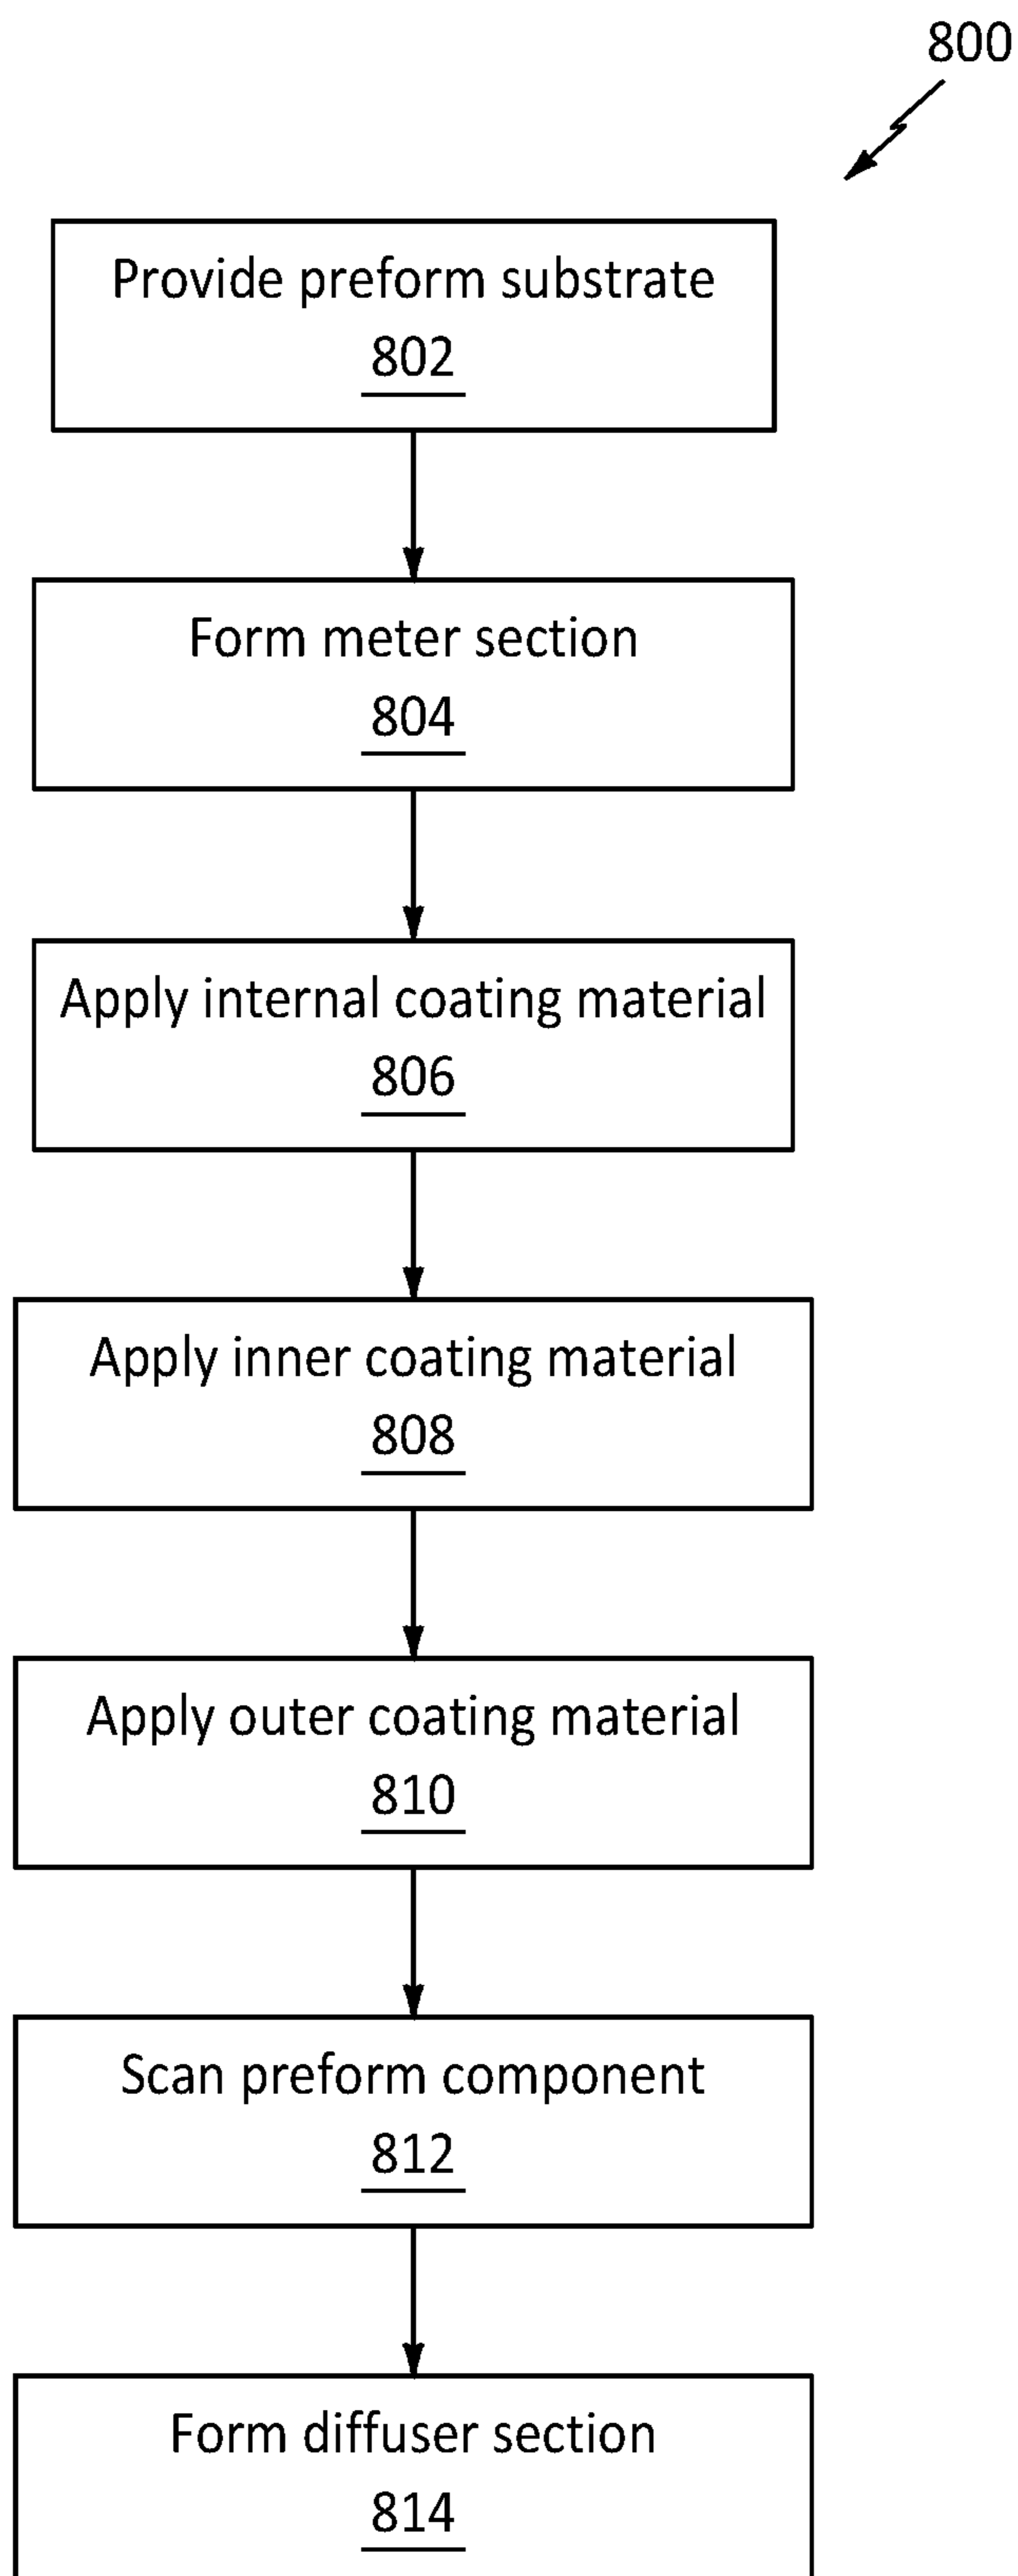 800
Provide preform substrate
802
Form meter section
804
Apply internal coating material
806
Apply inner coating material
808
Apply outer coating material
810
Scan preform component
812
Form diffuser section
814